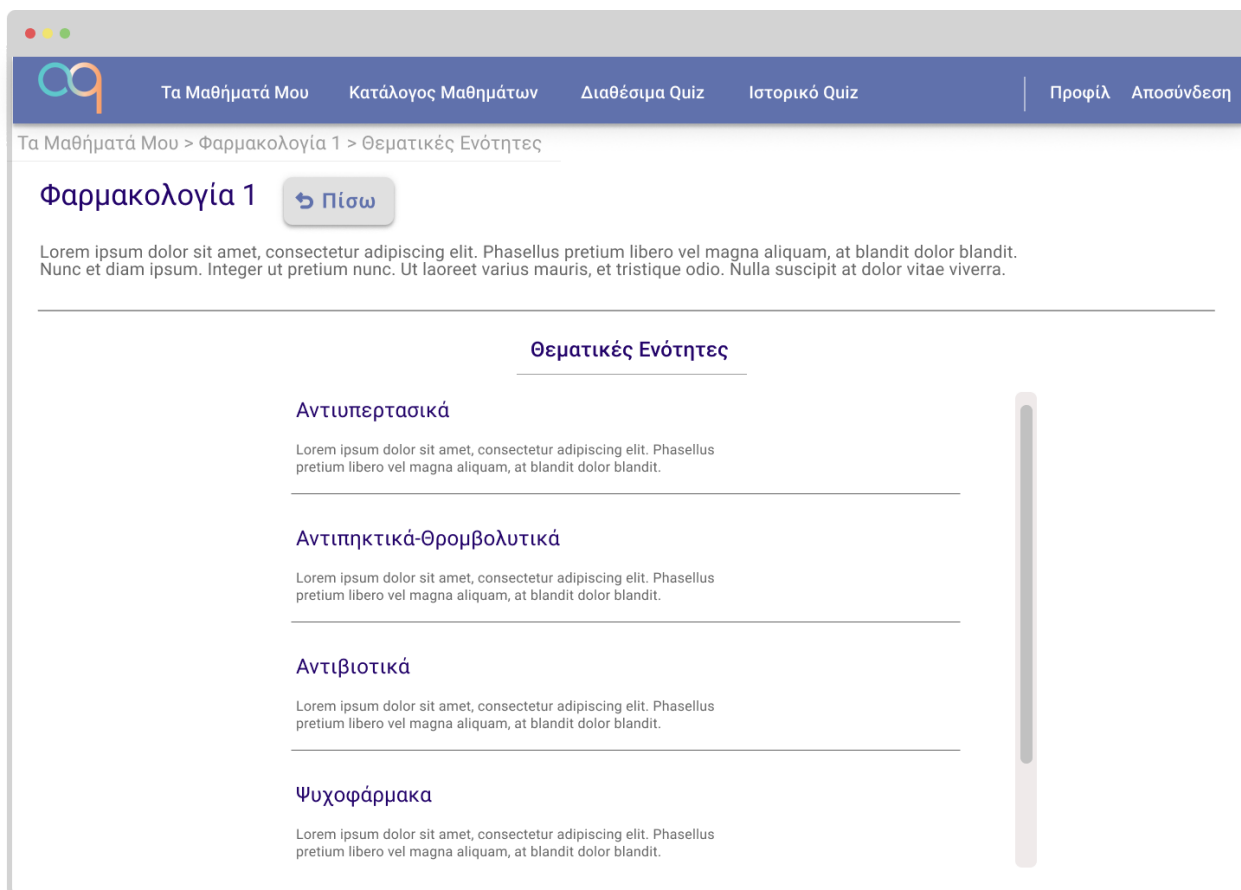 Τα Μαθήματά Μου Κατάλογος Μαθημάτων Διαθέσιμα Quiz Ιστορικό Quiz Προφίλ Αποσύνδεση
Τα Μαθήματά Μου > Φαρμακολογία 1 > Θεματικές Ενότητες
Φαρμακολογία 1 Πίσω
Lorem ipsum dolor sit amet, consectetur adipiscing elit. Phasellus pretium libero vel magna aliquam, at blandit dolor blandit.
Nunc et diam ipsum. Integer ut pretium nunc. Ut laoreet varius mauris, et tristique odio. Nulla suscipit at dolor vitae viverra.
Θεματικές Ενότητες
Αντιυπερτασικά
Lorem ipsum dolor sit amet, consectetur adipiscing elit. Phasellus
pretium libero vel magna aliquam, at blandit dolor blandit.
Αντιπηκτικά-Θρομβολυτικά
Lorem ipsum dolor sit amet, consectetur adipiscing elit. Phasellus
pretium libero vel magna aliquam, at blandit dolor blandit.
Αντιβιοτικά
Lorem ipsum dolor sit amet, consectetur adipiscing elit. Phasellus
pretium libero vel magna aliquam, at blandit dolor blandit.
Ψυχοφάρμακα
Lorem ipsum dolor sit amet, consectetur adipiscing elit. Phasellus
pretium libero vel magna aliquam, at blandit dolor blandit.